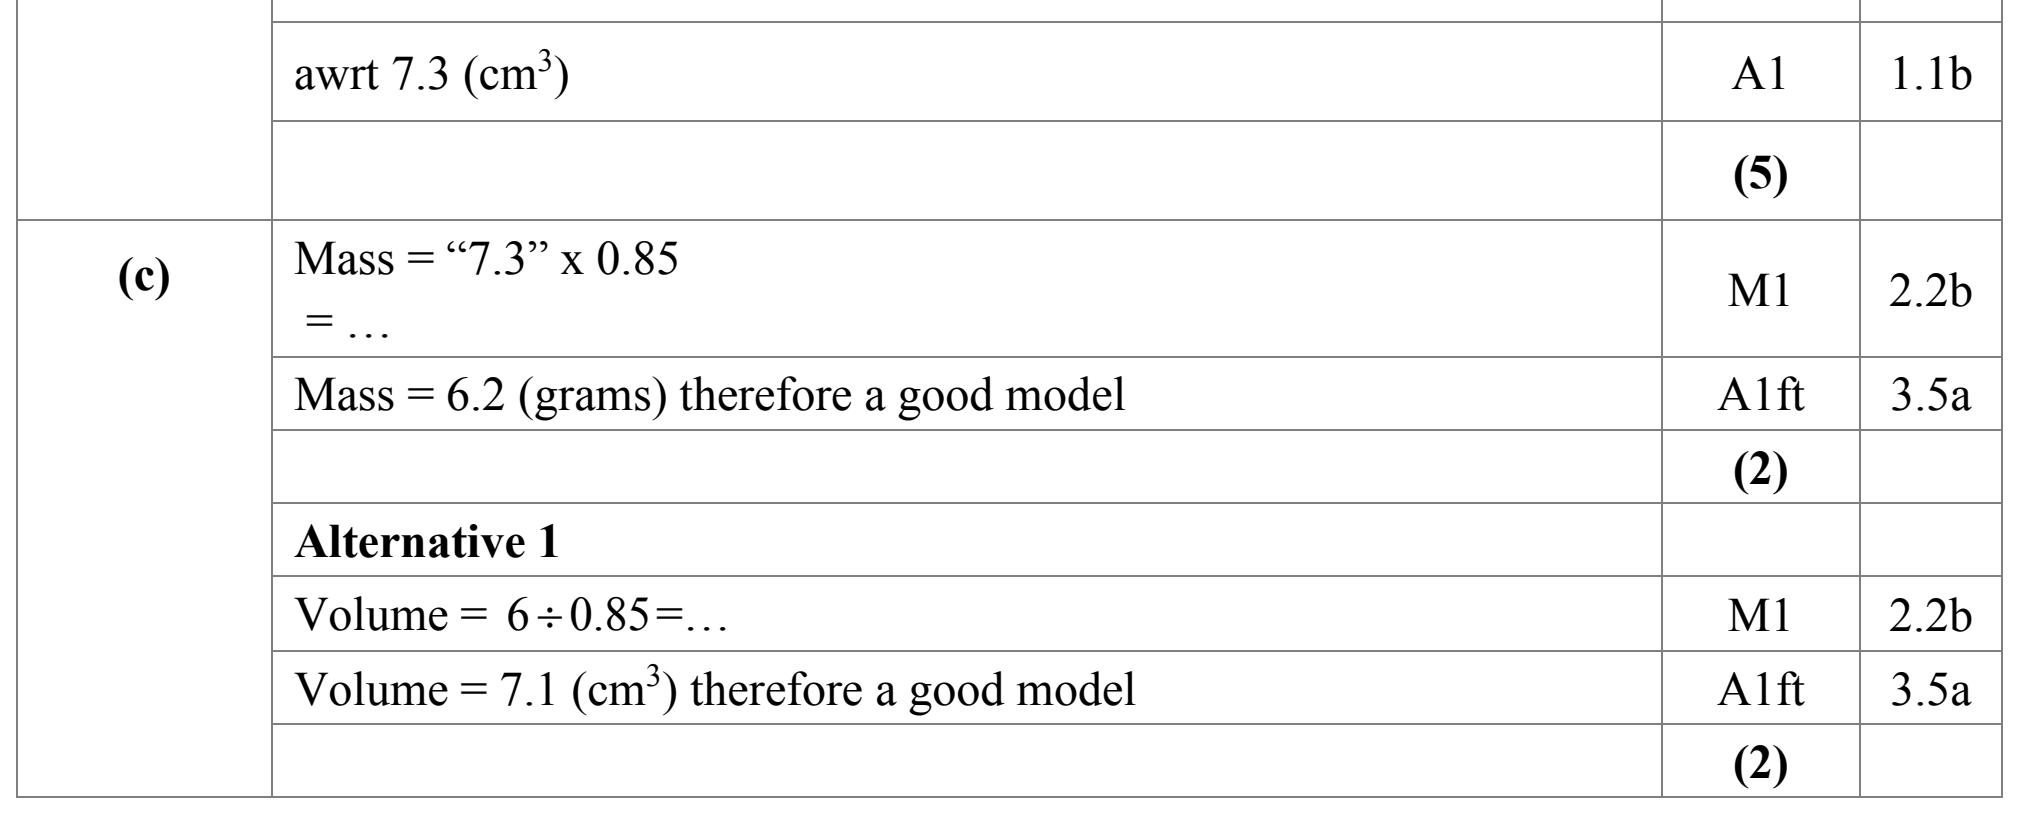 awrt 7.3 (cm³) A1 1.1b
(5)
(c) Mass = “7.3” x 0.85 M1 2.2b
= …
Mass = 6.2 (grams) therefore a good model A1ft 3.5a
(2)
Alternative 1
Volume = 6÷0.85=… M1 2.2b
Volume = 7.1 (cm³) therefore a good model A1ft 3.5a
(2)